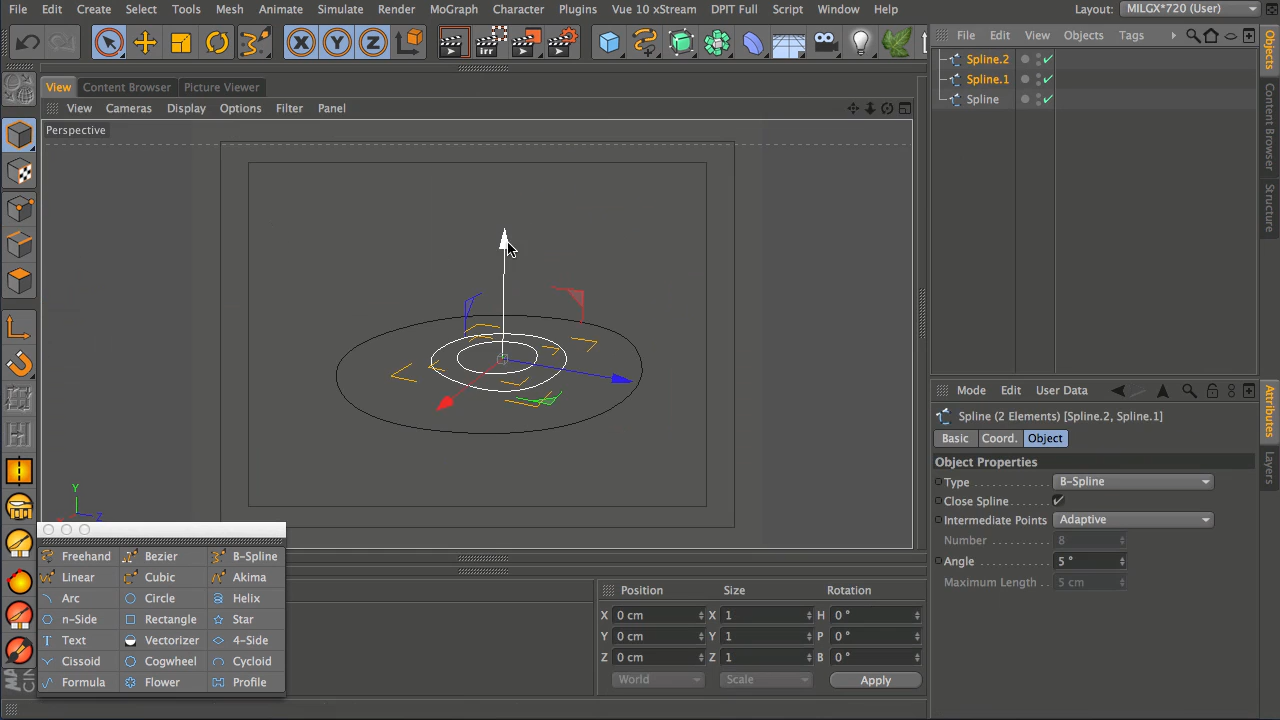 File Edit Create Select Tools Mesh Animate Simulate Render MoGraph Character Plugins Vue 10 xStream DPIT Full Script Window Help Layout: MILGX*720 (User)
X Y Z irr
File Edit View Objects Tags
Spline.2
Spline.1
Spline
Objects
Content Browser
Structure
View Content Browser Picture Viewer
View Cameras Display Options Filter Panel
Perspective
Y
Mode Edit User Data
Attributes
Layers
Spline (2 Elements) [Spline.2, Spline.1]
Basic Coord. Object
Object Properties
Type B-Spline
Close Spline
Intermediate Points Adaptive
Number 8
Angle 5 °
Maximum Length 5 cm
Freehand Bezier B-Spline
Linear Cubic Akima
Arc Circle Helix
n-Side Rectangle Star
Text Vectorizer 4-Side
Cissoid Cogwheel Cycloid
Formula Flower Profile
Position Size Rotation
X 0 cm X 1 H 0 °
Y 0 cm Y 1 P 0 °
Z 0 cm Z 1 B 0 °
World Scale Apply